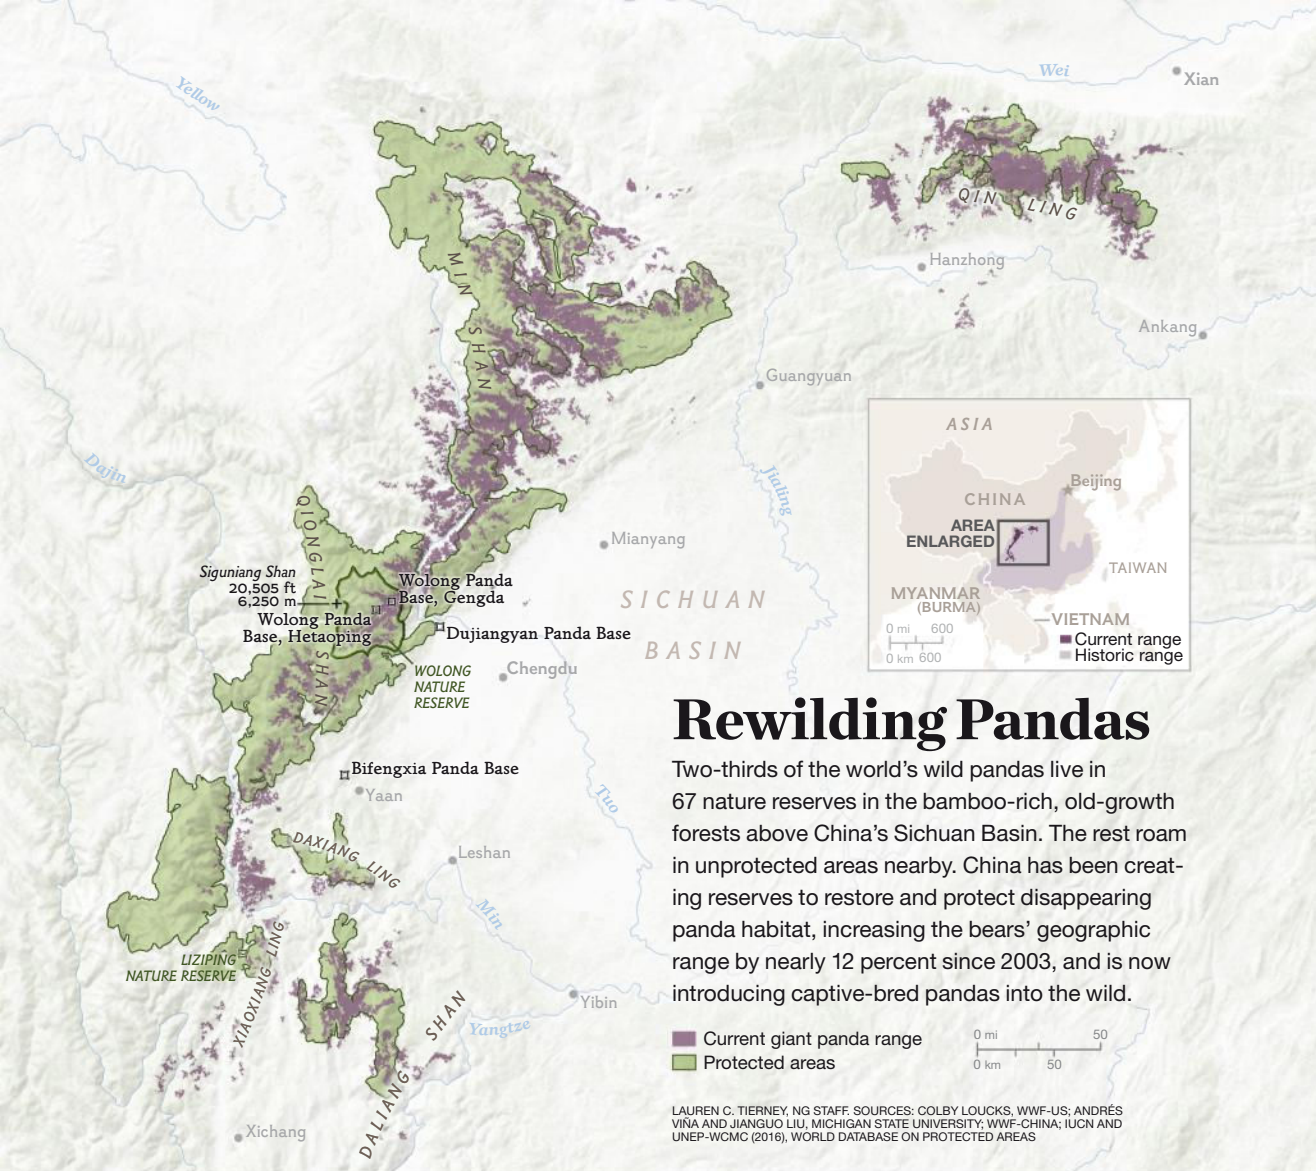 Yellow
Wei
Xian
QIN LING
Hanzhong
MIN SHAN
Ankang
Guangyuan
ASIA
Dajin
Jialing
Beijing
CHINA
QIONGLAI SHAN
AREA
ENLARGED
Mianyang
TAIWAN
Siguniang Shan
20,505 ft
6,250 m
Wolong Panda
Base, Gengda
MYANMAR
(BURMA)
SICHUAN
BASIN
Wolong Panda
Base, Hetaoping
VIETNAM
0 mi 600
0 km 600
Dujiangyan Panda Base
Current range
Historic range
WOLONG
NATURE
RESERVE
Chengdu
Rewilding Pandas
Two-thirds of the world’s wild pandas live in
67 nature reserves in the bamboo-rich, old-growth
forests above China’s Sichuan Basin. The rest roam
in unprotected areas nearby. China has been creat-
ing reserves to restore and protect disappearing
panda habitat, increasing the bears’ geographic
range by nearly 12 percent since 2003, and is now
introducing captive-bred pandas into the wild.
Bifengxia Panda Base
Yaan
Tuo
DAXIANG LING
Leshan
Min
LIZIPING
NATURE RESERVE
XIAOXIANG LING
Yibin
Yangtze
DALIANG SHAN
Xichang
Current giant panda range
Protected areas
0 mi 50
0 km 50
LAUREN C. TIERNEY, NG STAFF. SOURCES: COLBY LOUCKS, WWF-US; ANDRÉS
VIÑA AND JIANGUO LIU, MICHIGAN STATE UNIVERSITY; WWF-CHINA; IUCN AND
UNEP-WCMC (2016), WORLD DATABASE ON PROTECTED AREAS